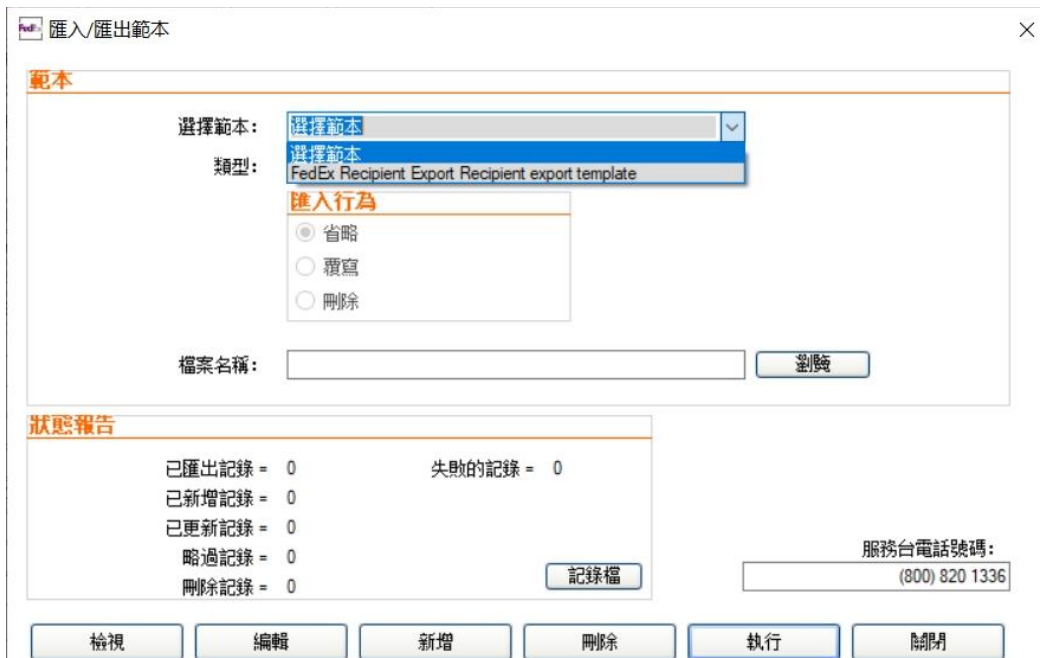 FedEx 匯入/匯出範本
範本
選擇範本: 選擇範本
選擇範本
類型: FedEx Recipient Export Recipient export template
匯入行為
省略
覆寫
刪除
檔案名稱: 瀏覽
狀態報告
已匯出記錄 = 0 失敗的記錄 = 0
已新增記錄 = 0
已更新記錄 = 0
略過記錄 = 0
刪除記錄 = 0
記錄檔
服務台電話號碼:
(800) 820 1336
檢視 編輯 新增 刪除 執行 關閉